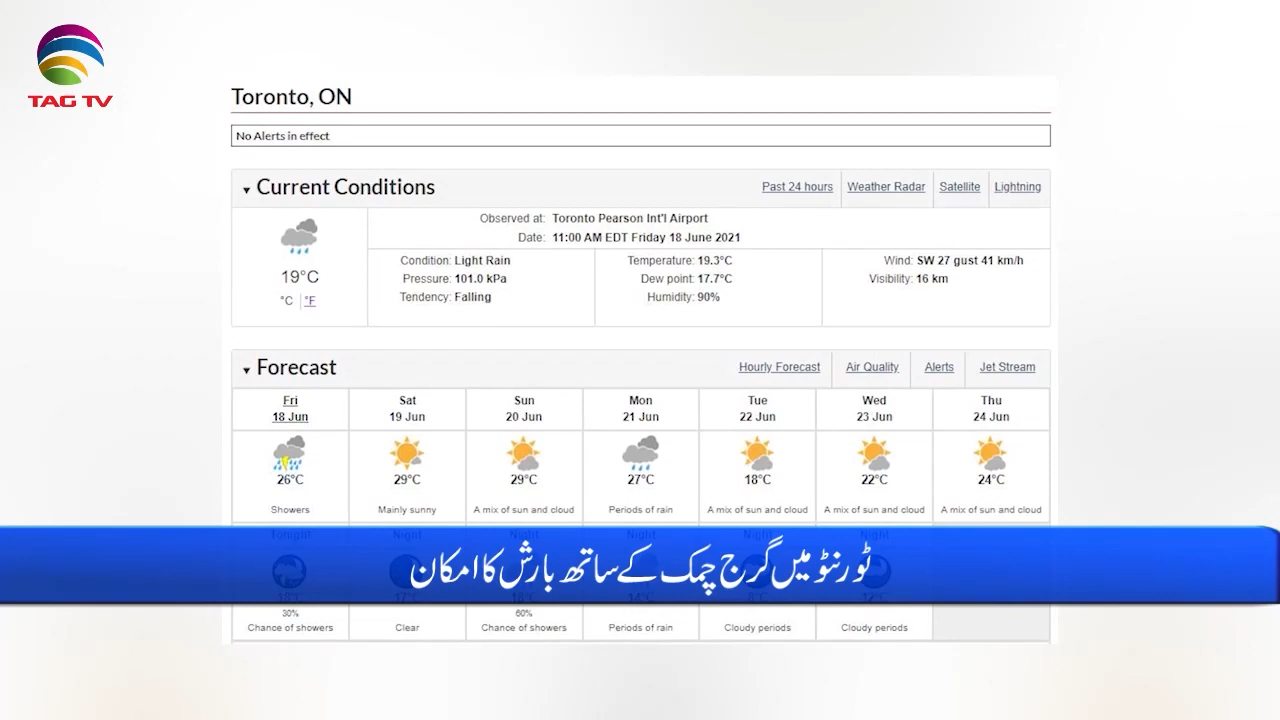 TAG TV
Toronto, ON
No Alerts in effect
Current Conditions
Past 24 hours Weather Radar Satellite Lightning
19°C
°C °F
Observed at: Toronto Pearson Int'l Airport
Date: 11:00 AM EDT Friday 18 June 2021
Condition: Light Rain
Pressure: 101.0 kPa
Tendency: Falling
Temperature: 19.3°C
Dew point: 17.7°C
Humidity: 90%
Wind: SW 27 gust 41 km/h
Visibility: 16 km
Forecast
Hourly Forecast Air Quality Alerts Jet Stream
Fri Sat Sun Mon Tue Wed Thu
18 Jun 19 Jun 20 Jun 21 Jun 22 Jun 23 Jun 24 Jun
26°C 29°C 29°C 27°C 18°C 22°C 24°C
Showers Mainly sunny A mix of sun and cloud Periods of rain A mix of sun and cloud A mix of sun and cloud A mix of sun and cloud
Tonight Night Night Night Night Night
ٹورنٹو میں گرج چمک کے ساتھ بارش کا امکان
30% 60%
Chance of showers Clear Chance of showers Periods of rain Cloudy periods Cloudy periods